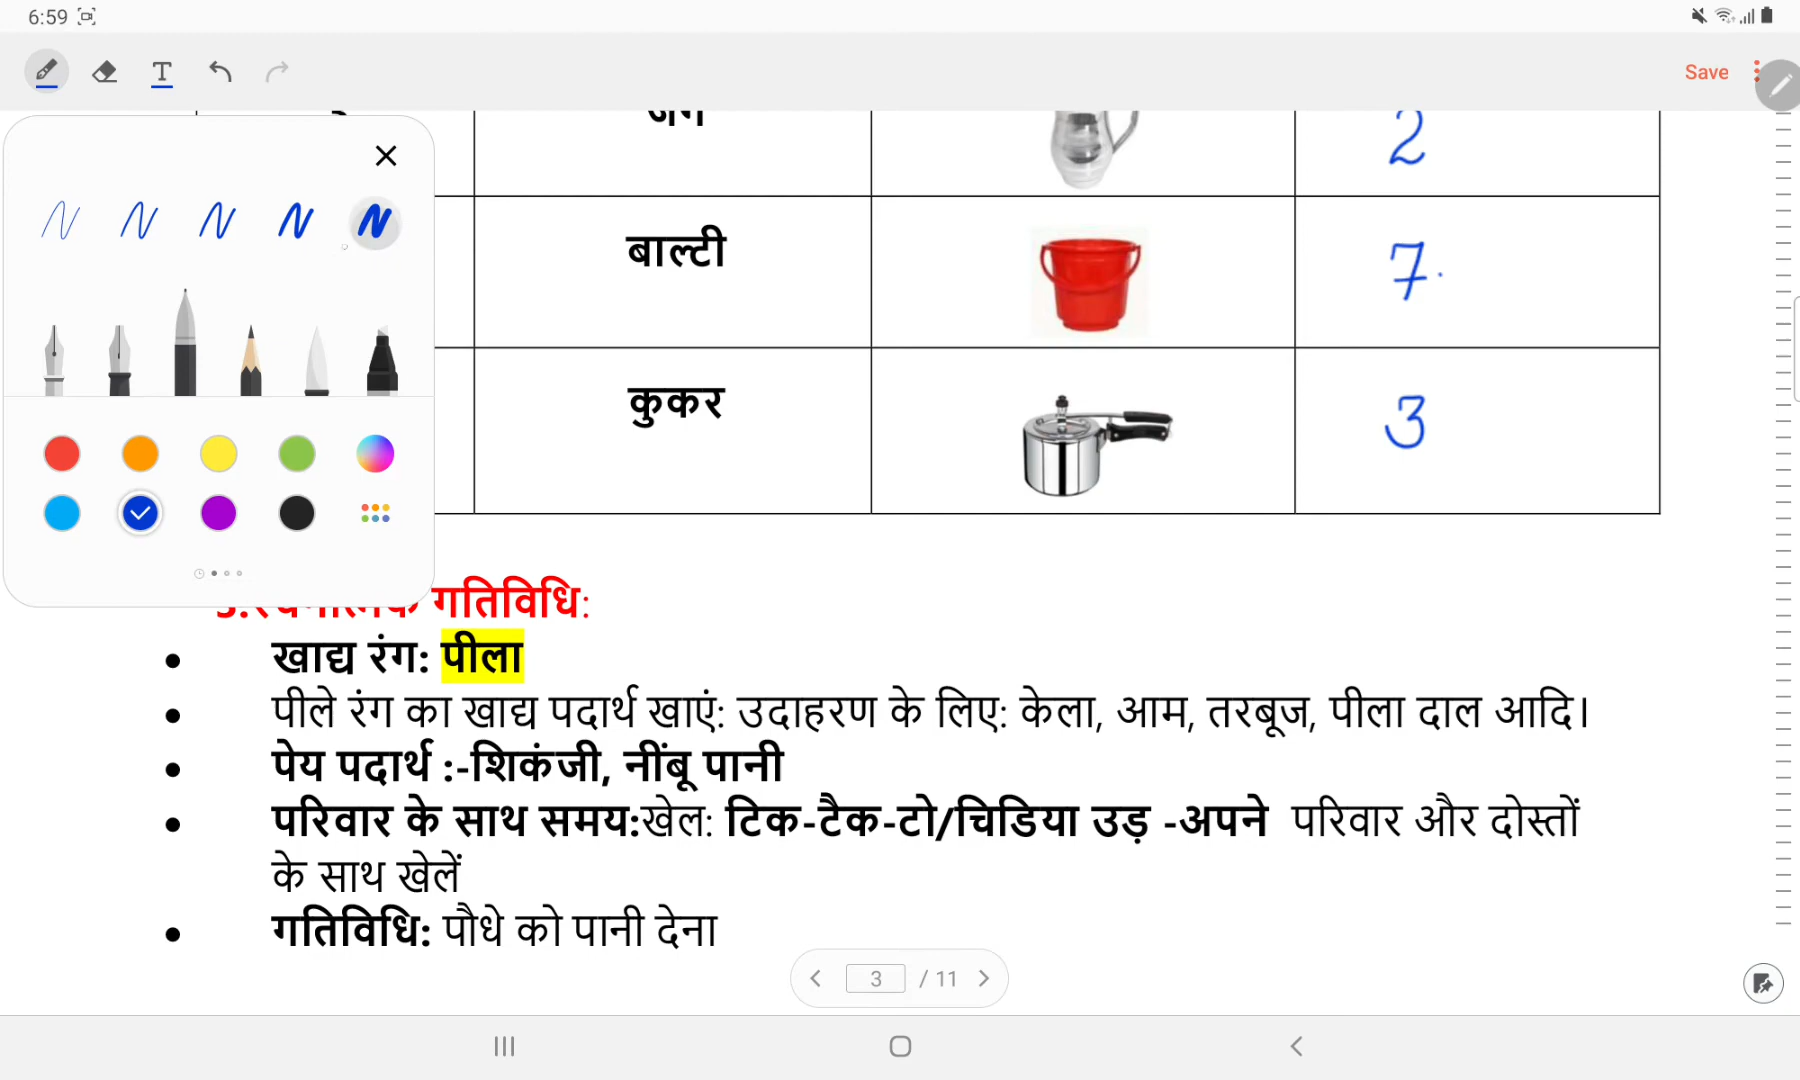 6:59
T
Save
जग
2
बाल्टी
7.
कुकर
3
गतिविधि:
खाद्य रंग: पीला
पीले रंग का खाद्य पदार्थ खाएं: उदाहरण के लिए: केला, आम, तरबूज, पीला दाल आदि।
पेय पदार्थ :-शिकंजी, नींबू पानी
परिवार के साथ समय:खेल: टिक-टैक-टो/चिडिया उड़ -अपने परिवार और दोस्तों
के साथ खेलें
गतिविधि: पौधे को पानी देना
3 / 11